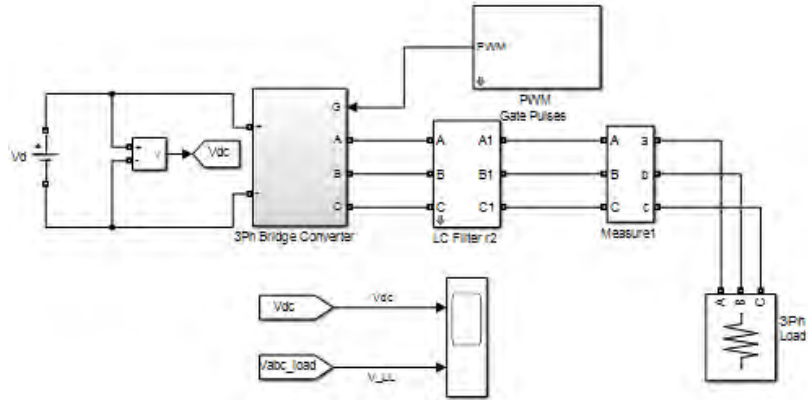 PWM
PWM
Gate Pulses
G
A
B
C
+
-
3Ph Bridge Converter
Vd
+
+
-
v
Vdc
A A1
B B1
C C1
LC Filter r2
A a
B b
C c
Measure1
Vdc
Vdc
Vabc_load
V_LL
A B C
3Ph
Load